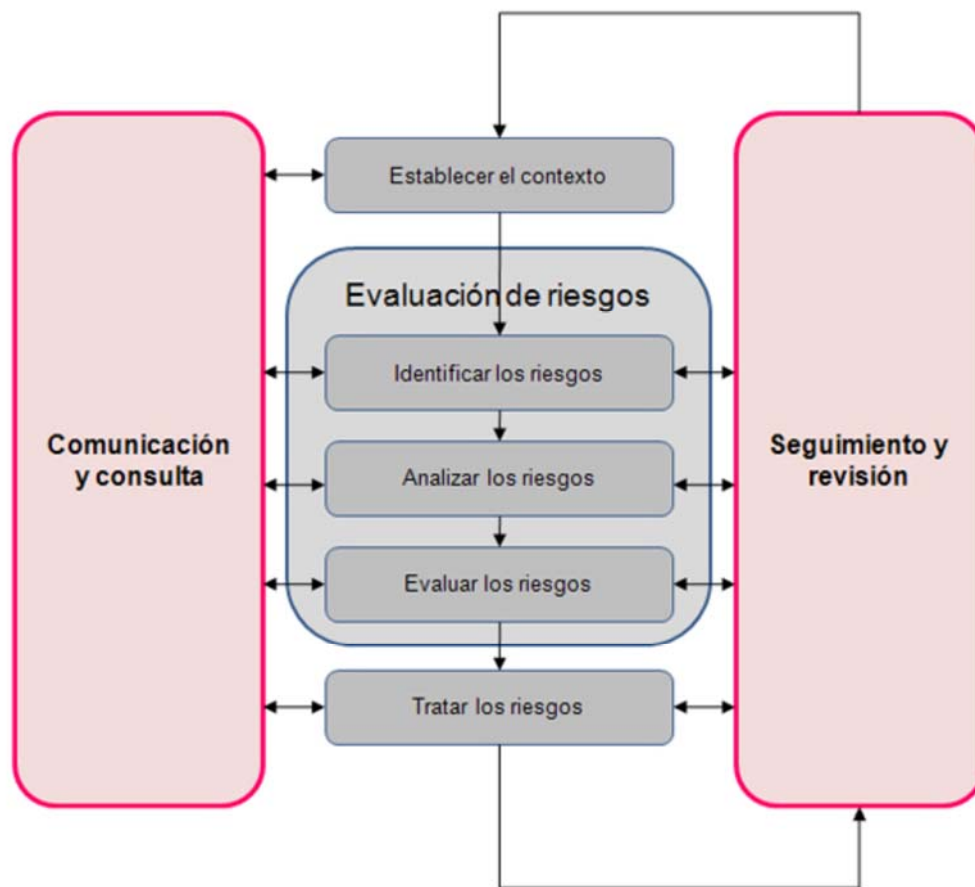 Establecer el contexto
Evaluación de riesgos
Identificar los riesgos
Comunicación
y consulta
Seguimiento y
revisión
Analizar los riesgos
Evaluar los riesgos
Tratar los riesgos